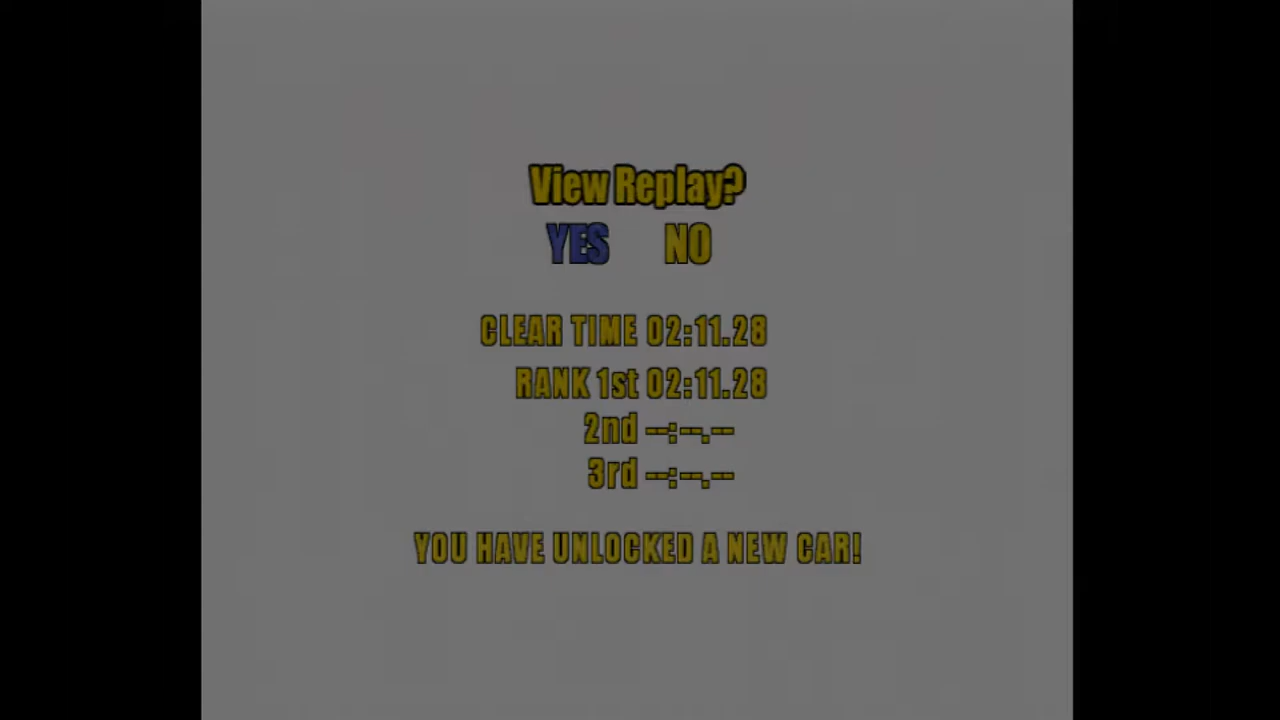 View Replay?
YES NO
CLEAR TIME 02:11.28
RANK 1st 02:11.28
2nd --:--.--
3rd --:--.--
YOU HAVE UNLOCKED A NEW CAR!